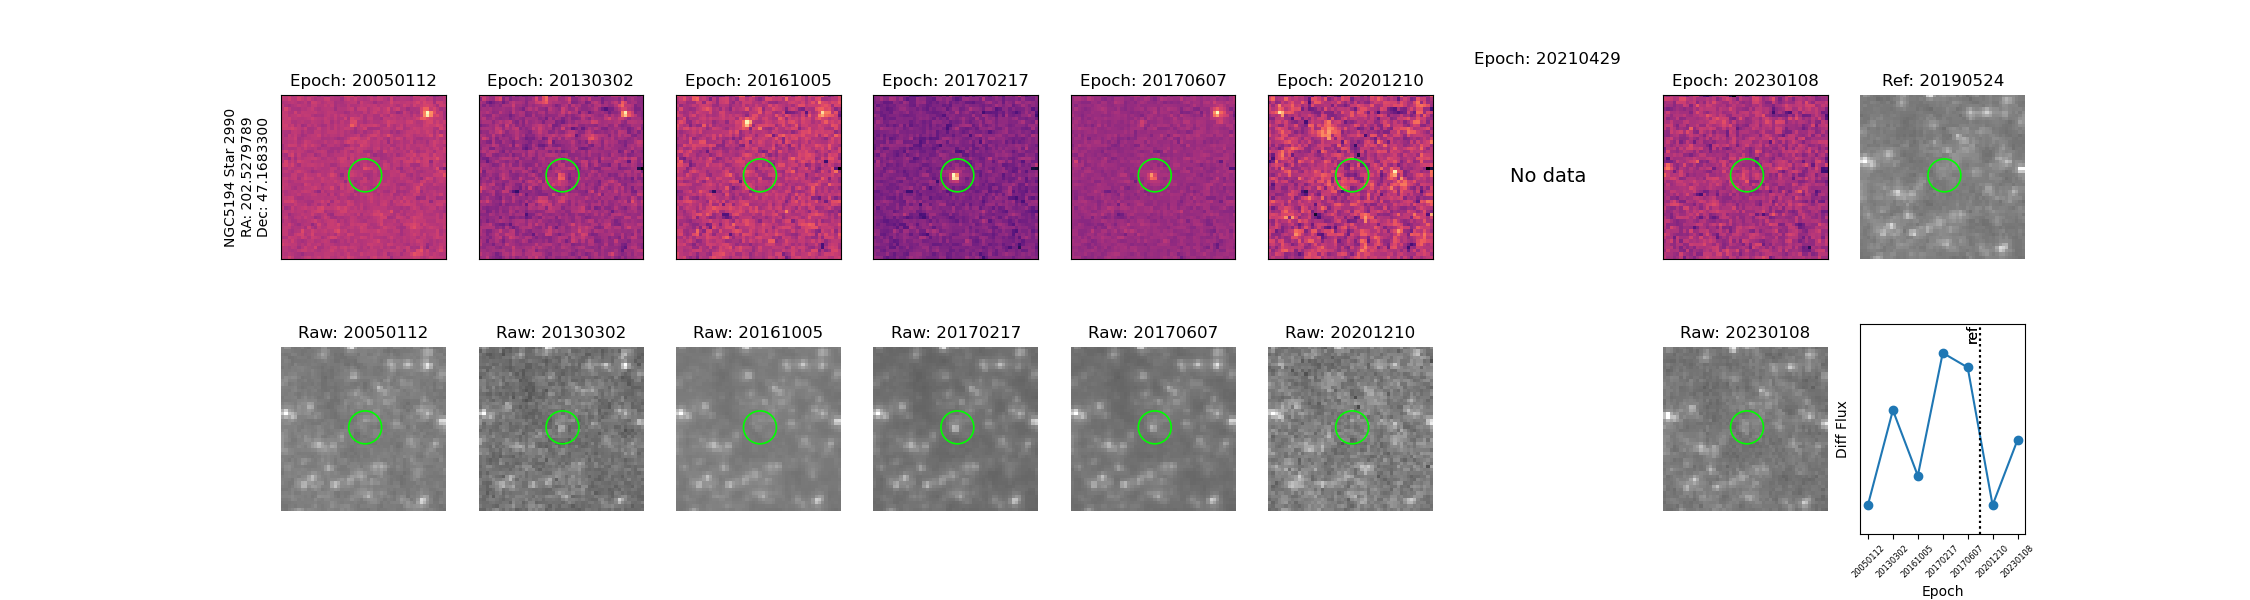 Epoch: 20210429
Epoch: 20050112
Epoch: 20130302
Epoch: 20161005
Epoch: 20170217
Epoch: 20170607
Epoch: 20201210
Epoch: 20230108
Ref: 20190524
NGC5194 Star 2990
RA: 202.5279789
Dec: 47.1683300
No data
Raw: 20050112
Raw: 20130302
Raw: 20161005
Raw: 20170217
Raw: 20170607
Raw: 20201210
Raw: 20230108
ref
Diff Flux
20050112
20130302
20161005
20170217
20170607
20201210
20230108
Epoch